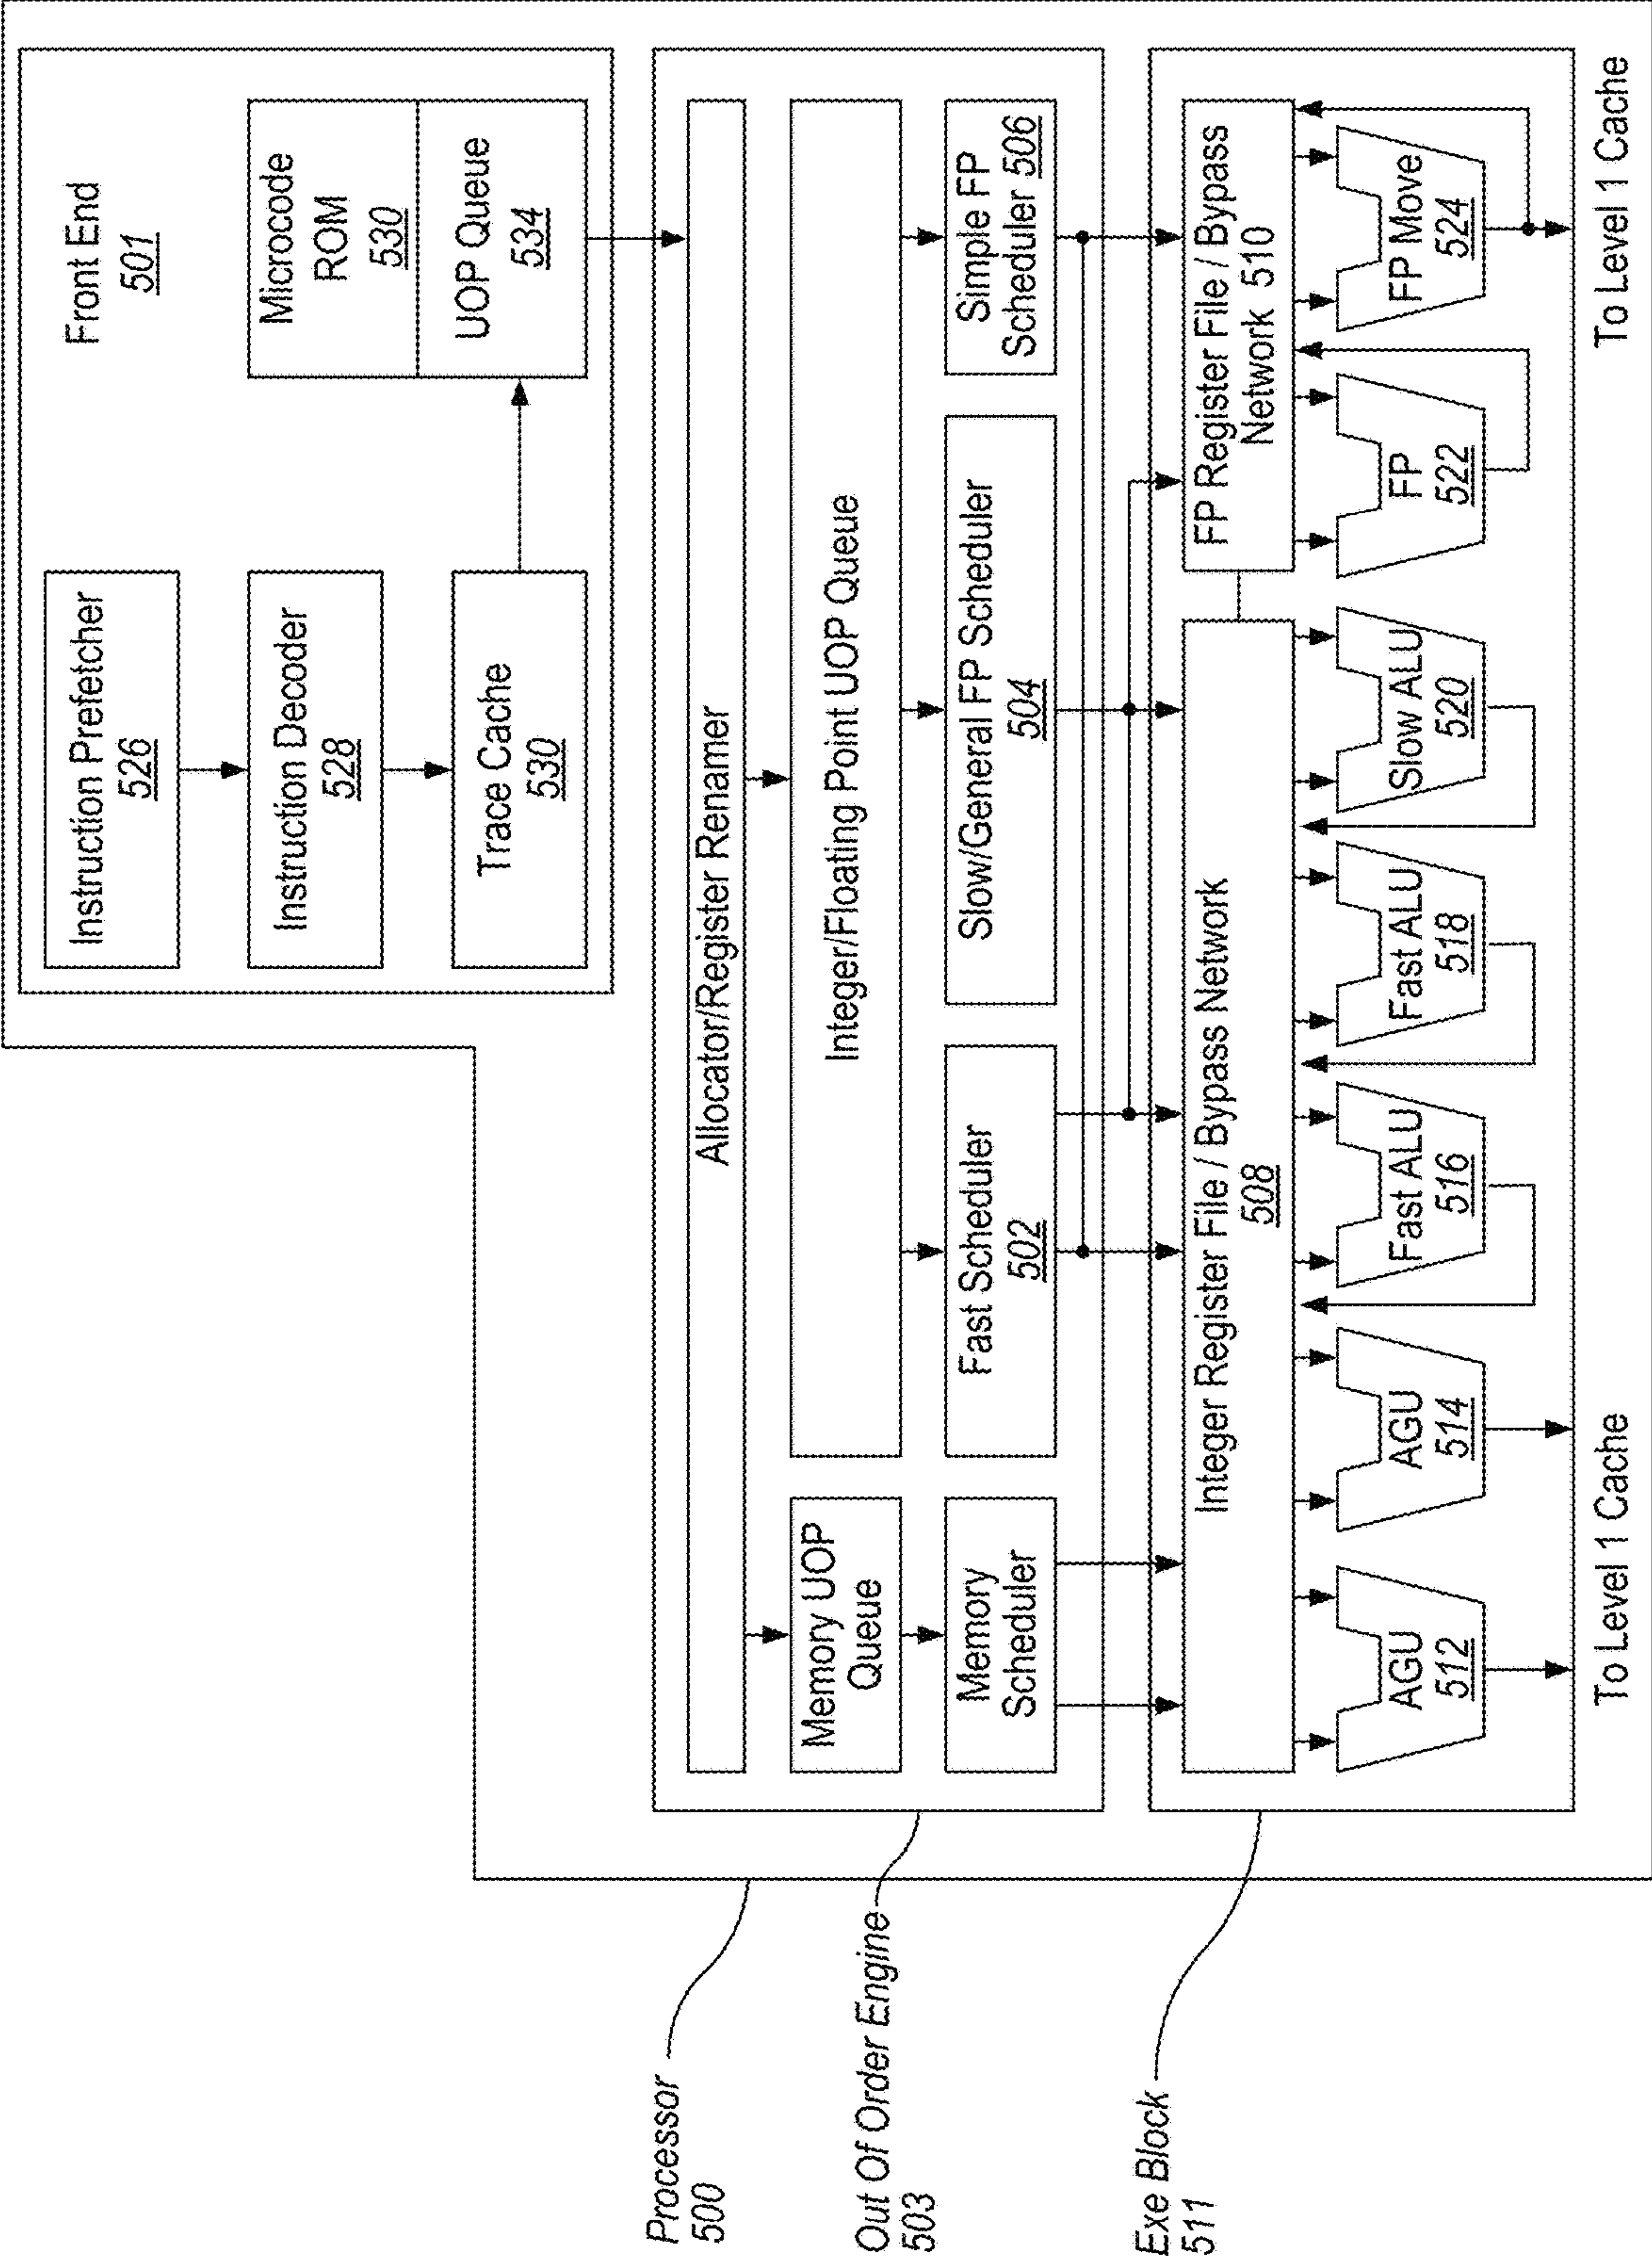 Front End
501
Instruction Prefetcher
526
Instruction Decoder
528
Trace Cache
530
Microcode
ROM
530
UOP Queue
534
Processor
500
Out Of Order Engine
503
Allocator/Register Renamer
Memory UOP
Queue
Integer/Floating Point UOP Queue
Memory
Scheduler
Fast Scheduler
502
Slow/General FP Scheduler
504
Simple FP
Scheduler 506
Exe Block
511
Integer Register File / Bypass Network
508
FP Register File / Bypass
Network 510
AGU
512
AGU
514
Fast ALU
516
Fast ALU
518
Slow ALU
520
FP
522
FP Move
524
To Level 1 Cache
To Level 1 Cache